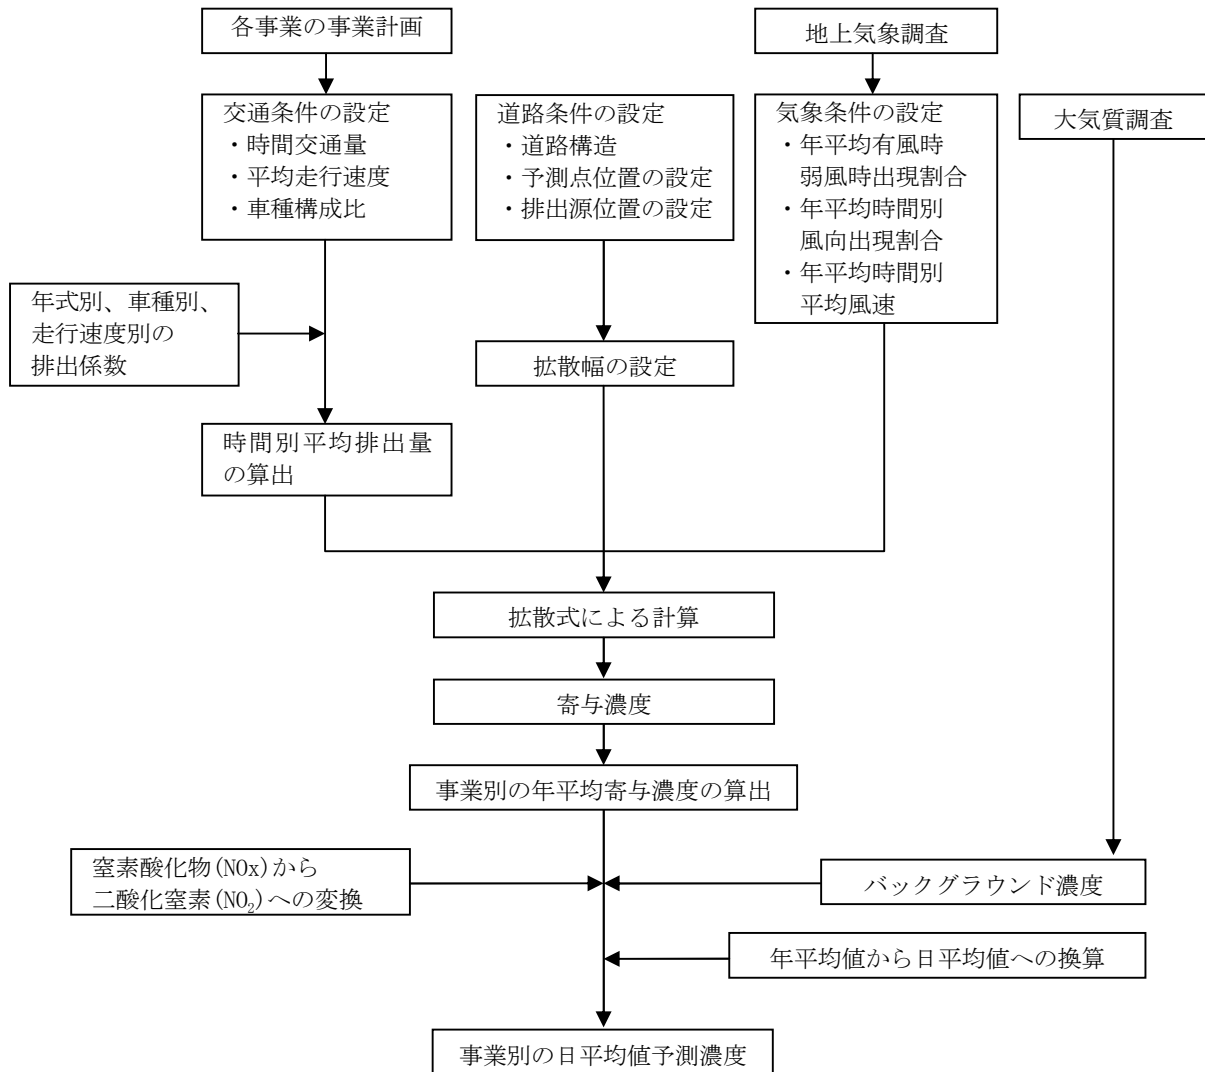 各事業の事業計画
地上気象調査
交通条件の設定
・時間交通量
・平均走行速度
・車種構成比
道路条件の設定
・道路構造
・予測点位置の設定
・排出源位置の設定
気象条件の設定
・年平均有風時
弱風時出現割合
・年平均時間別
風向出現割合
・年平均時間別
平均風速
大気質調査
年式別、車種別、
走行速度別の
排出係数
拡散幅の設定
時間別平均排出量
の算出
拡散式による計算
寄与濃度
事業別の年平均寄与濃度の算出
窒素酸化物(NOx)から
二酸化窒素(NO₂)への変換
バックグラウンド濃度
年平均値から日平均値への換算
事業別の日平均値予測濃度